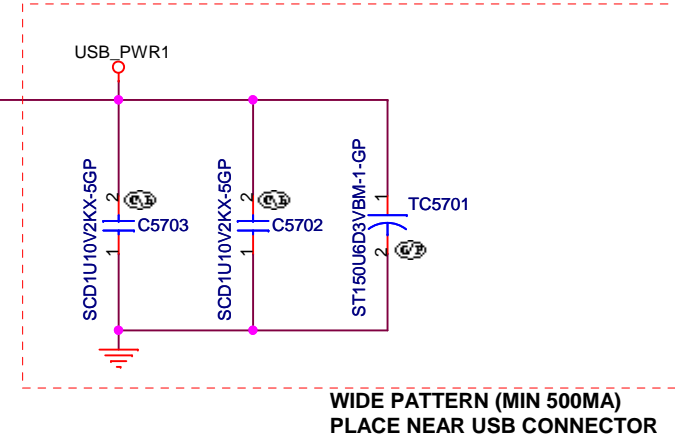 USB_PWR1
SCD1U10V2KX-5GP
2
1
C5703
SCD1U10V2KX-5GP
2
1
C5702
ST150U6D3VBM-1-GP
1
2
TC5701
G/P
WIDE PATTERN (MIN 500MA)
PLACE NEAR USB CONNECTOR